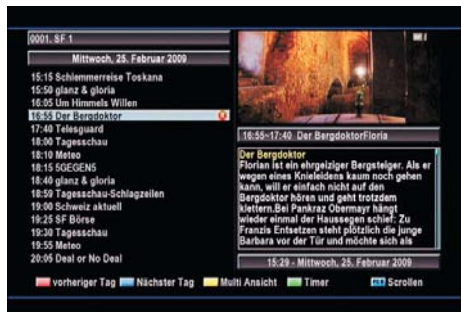 0001. SF 1
Mittwoch, 25. Februar 2009
15:15 Schlemmerreise Toskana
15:50 glanz & gloria
16:05 Um Himmels Willen
16:55 Der Bergdoktor
17:40 Telesguard
18:00 Tagesschau
18:10 Meteo
18:15 5GEGEN5
18:40 glanz & gloria
18:59 Tagesschau-Schlagzeilen
19:00 Schweiz aktuell
19:25 SF Börse
19:30 Tagesschau
19:55 Meteo
20:05 Deal or No Deal
16:55~17:40 Der BergdoktorFloria
Der Bergdoktor
Florian ist ein ehrgeiziger Bergsteiger. Als er
wegen eines Knieleidens kaum noch gehen
kann, will er einfach nicht auf den
Bergdoktor hören und geht trotzdem
klettern.Bei Pankraz Obermayr hängt
wieder einmal der Haussegen schief: Zu
Franzis Entsetzen steht plötzlich die junge
Barbara vor der Tür und möchte sich als
15:29 - Mittwoch, 25. Februar 2009
vorheriger Tag Nächster Tag Multi Ansicht Timer Scrollen